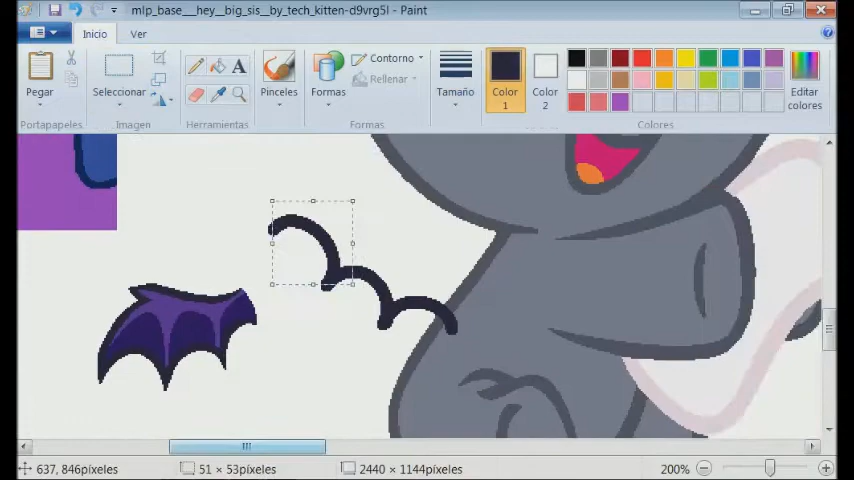 mlp_base___hey__big_sis__by_tech_kitten-d9vrg5l - Paint
Inicio
Ver
Pegar
Seleccionar
A
Pinceles
Formas
Contorno
Rellenar
Tamaño
Color 1
Color 2
Editar colores
Portapapeles
Imagen
Herramientas
Formas
Colores
637, 846píxeles
51 × 53píxeles
2440 × 1144píxeles
200%